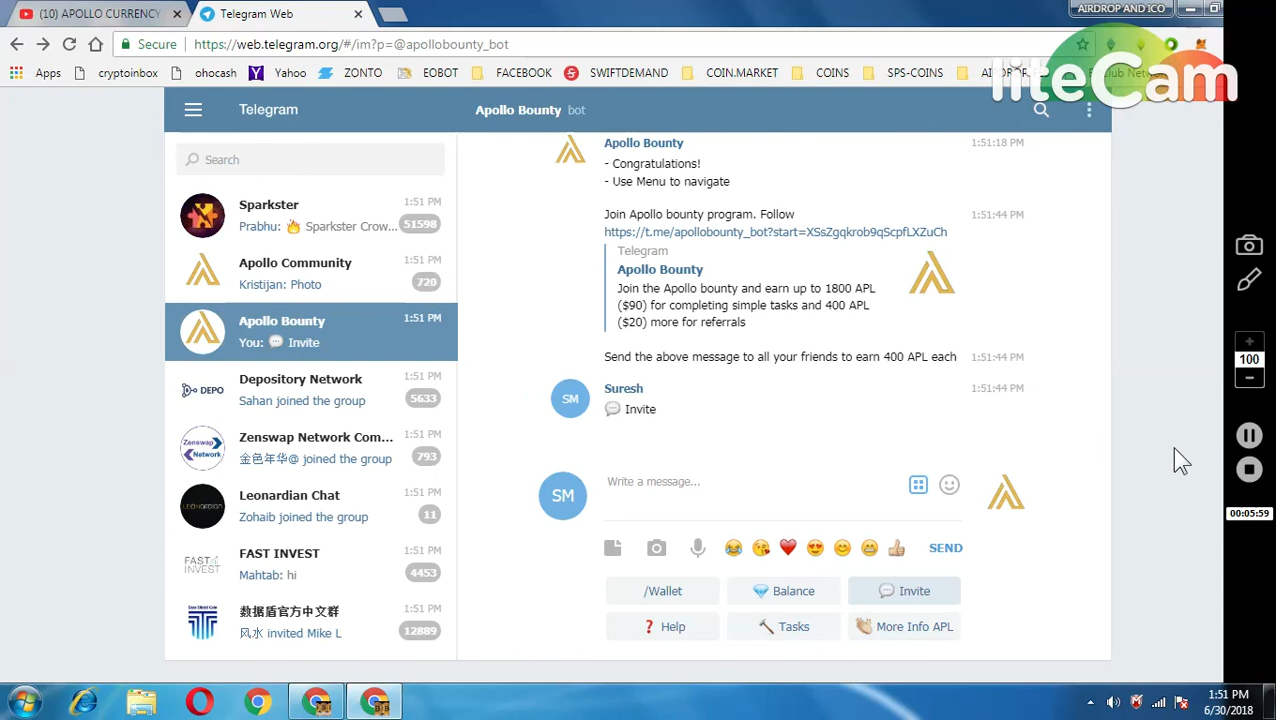 (10) APOLLO CURRENCY
Telegram Web
AIRDROP AND ICO
Secure
https://web.telegram.org/#/im?p=@apollobounty_bot
Apps
cryptoinbox
ohocash
Yahoo
ZONTO
EOBOT
FACEBOOK
SWIFTDEMAND
COIN.MARKET
COINS
SPS-COINS
liteCam
Telegram
Apollo Bounty bot
Search
Sparkster
1:51 PM
Prabhu: 🔥 Sparkster Crow...
51598
Apollo Community
1:51 PM
Kristijan: Photo
720
Apollo Bounty
1:51 PM
You: 💬 Invite
DEPO
Depository Network
1:51 PM
Sahan joined the group
5633
Zenswap
Network
Zenswap Network Com...
1:51 PM
金色年华@ joined the group
793
LEONARDIAN
Leonardian Chat
1:51 PM
Zohaib joined the group
11
FAST
INVEST
FAST INVEST
1:51 PM
Mahtab: hi
4453
数据盾官方中文群
1:51 PM
风水 invited Mike L
12889
Apollo Bounty
1:51:18 PM
- Congratulations!
- Use Menu to navigate
Join Apollo bounty program. Follow
1:51:44 PM
https://t.me/apollobounty_bot?start=XSsZgqkrob9qScpfLXZuCh
Telegram
Apollo Bounty
Join the Apollo bounty and earn up to 1800 APL
($90) for completing simple tasks and 400 APL
($20) more for referrals
Send the above message to all your friends to earn 400 APL each
1:51:44 PM
SM
Suresh
1:51:44 PM
💬 Invite
SM
Write a message...
SEND
/Wallet
💎 Balance
💬 Invite
❓ Help
🔨 Tasks
👏 More Info APL
100
00:05:59
1:51 PM
6/30/2018